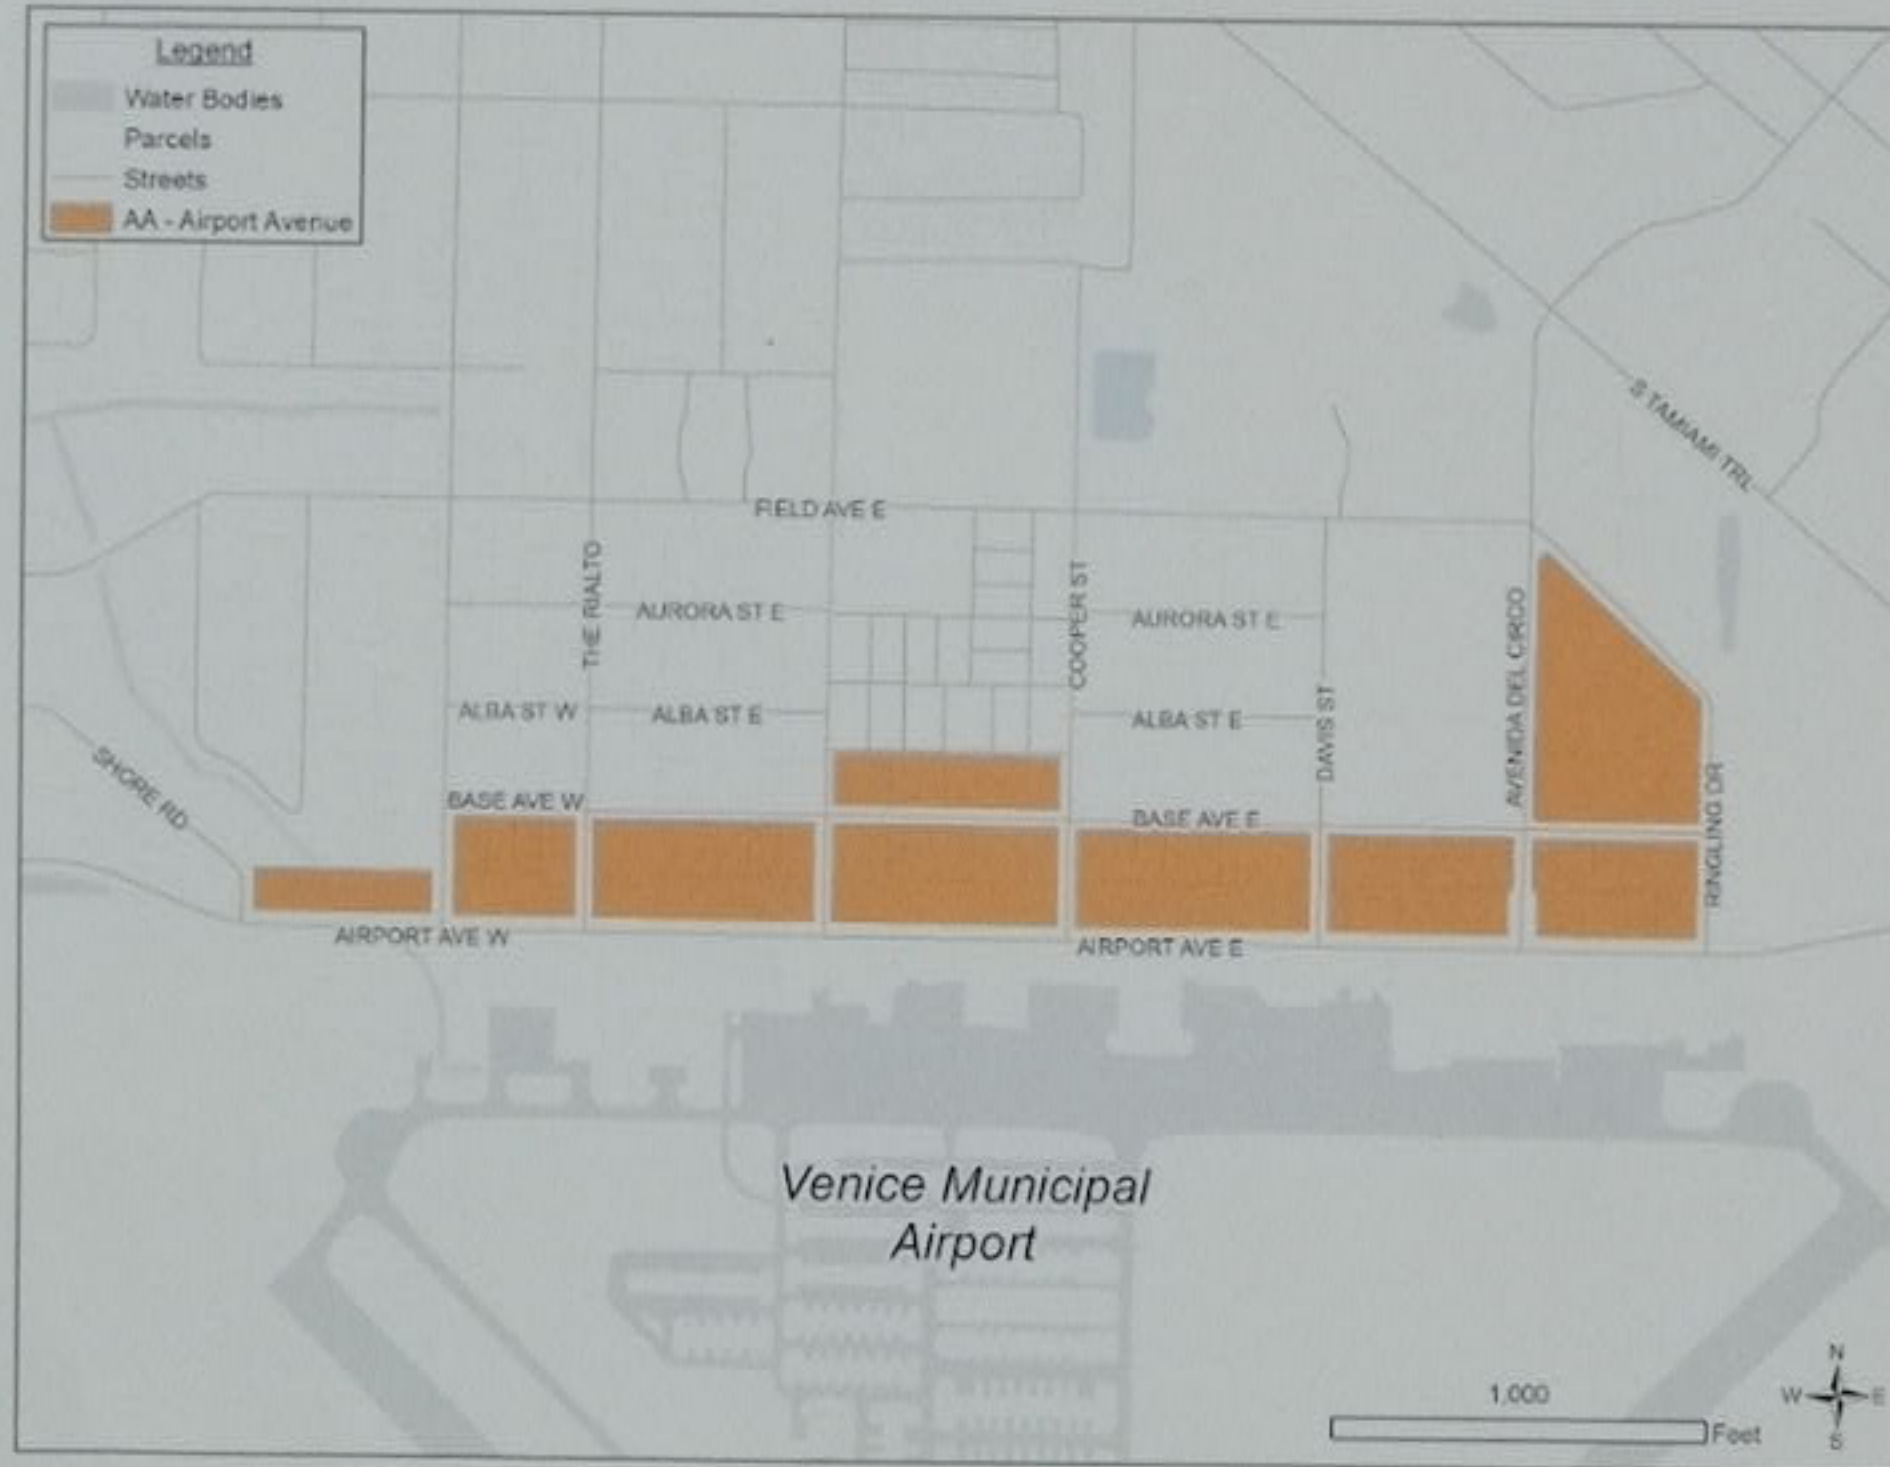 Legend
Water Bodies
Parcels
Streets
AA - Airport Avenue
S TAMIAMI TRL
FIELD AVE E
THE RIALTO
AURORA ST E
COOPER ST
AURORA ST E
AVENIDA DEL CIRCO
ALBA ST W
ALBA ST E
ALBA ST E
DAVIS ST
SHORE RD
BASE AVE W
BASE AVE E
RINGLING DR
AIRPORT AVE W
AIRPORT AVE E
Venice Municipal
Airport
1,000
Feet
N
W
E
S